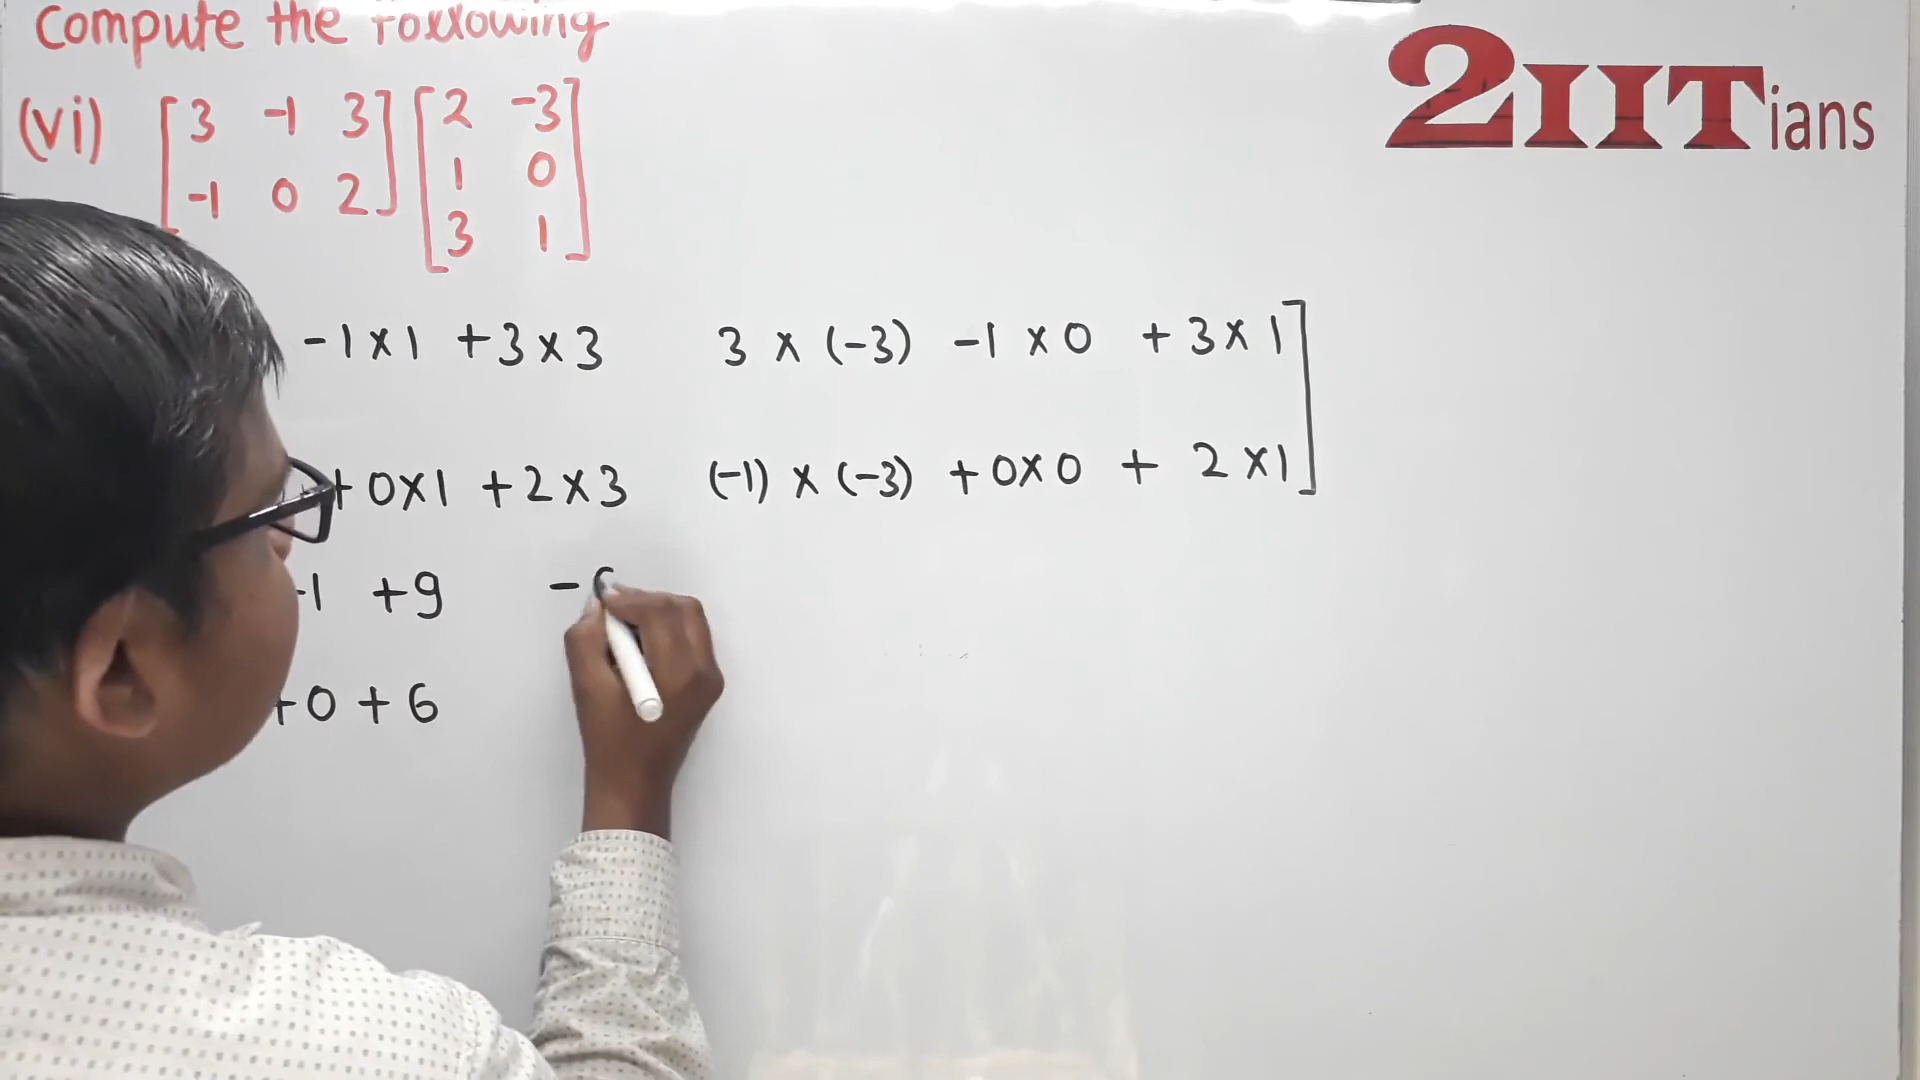 Compute the following
2IITians
(vi) [3 -1 3] [2 -3]
-1 0 2 1 0
3 1
-1 x 1 + 3 x 3 3 x (-3) -1 x 0 + 3 x 1]
+ 0 x 1 + 2 x 3 (-1) x (-3) + 0 x 0 + 2 x 1
-1 + 9 -
+ 0 + 6